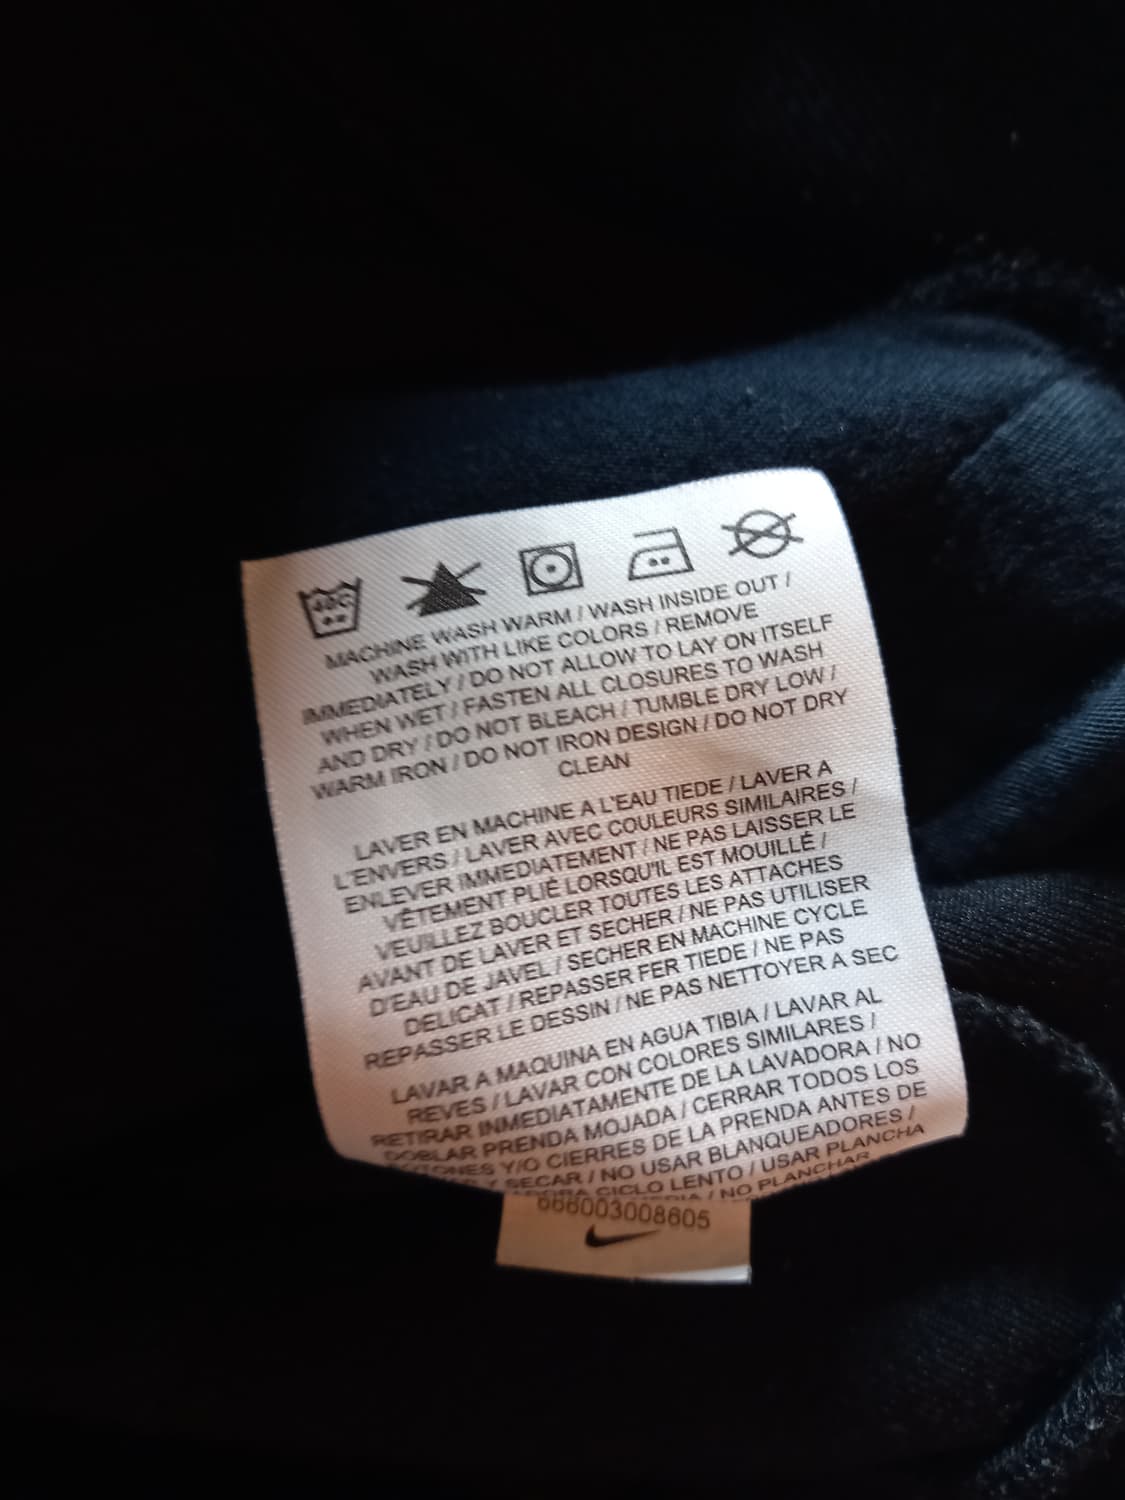 40C
MACHINE WASH WARM / WASH INSIDE OUT /
WASH WITH LIKE COLORS / REMOVE
IMMEDIATELY / DO NOT ALLOW TO LAY ON ITSELF
WHEN WET / FASTEN ALL CLOSURES TO WASH
AND DRY / DO NOT BLEACH / TUMBLE DRY LOW /
WARM IRON / DO NOT IRON DESIGN / DO NOT DRY
CLEAN
LAVER EN MACHINE A L'EAU TIEDE / LAVER A
L'ENVERS / LAVER AVEC COULEURS SIMILAIRES /
ENLEVER IMMEDIATEMENT / NE PAS LAISSER LE
VÊTEMENT PLIÉ LORSQU'IL EST MOUILLÉ /
VEUILLEZ BOUCLER TOUTES LES ATTACHES
AVANT DE LAVER ET SECHER / NE PAS UTILISER
D'EAU DE JAVEL / SECHER EN MACHINE CYCLE
DELICAT / REPASSER FER TIEDE / NE PAS
REPASSER LE DESSIN / NE PAS NETTOYER A SEC
LAVAR A MAQUINA EN AGUA TIBIA / LAVAR AL
REVES / LAVAR CON COLORES SIMILARES /
RETIRAR INMEDIATAMENTE DE LA LAVADORA / NO
DOBLAR PRENDA MOJADA / CERRAR TODOS LOS
Y/O CIERRES DE LA PRENDA ANTES DE
/ SECAR / NO USAR BLANQUEADORES /
CICLO LENTO / USAR PLANCHA
/ NO PLANCHAR
666003008605